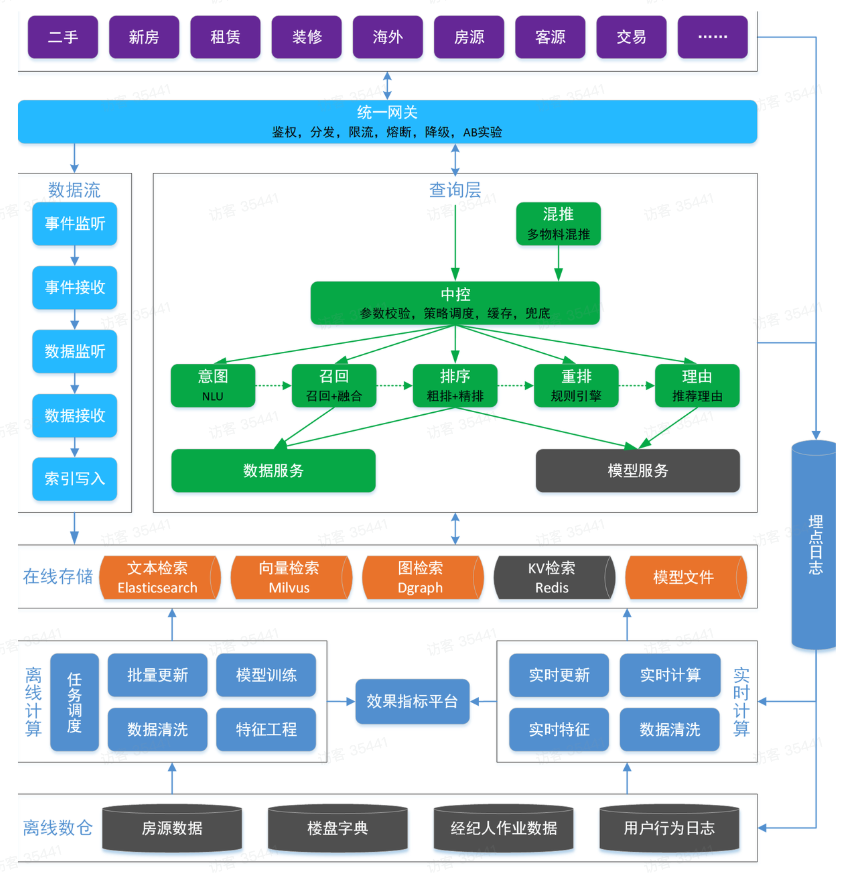 二手
新房
租赁
装修
海外
房源
客源
交易
……
统一网关
鉴权，分发，限流，熔断，降级，AB实验
数据流
事件监听
事件接收
数据监听
数据接收
索引写入
查询层
混推
多物料混推
中控
参数校验，策略调度，缓存，兜底
意图
NLU
召回
召回+融合
排序
粗排+精排
重排
规则引擎
理由
推荐理由
数据服务
模型服务
埋点日志
在线存储
文本检索
Elasticsearch
向量检索
Milvus
图检索
Dgraph
KV检索
Redis
模型文件
离线计算
任务调度
批量更新
模型训练
数据清洗
特征工程
效果指标平台
实时更新
实时计算
实时特征
数据清洗
实时计算
离线数仓
房源数据
楼盘字典
经纪人作业数据
用户行为日志
访客 35441